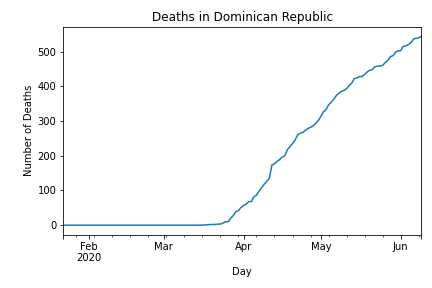 Deaths in Dominican Republic
500
400
300
200
100
0
Number of Deaths
Feb Mar Apr May Jun
2020
Day